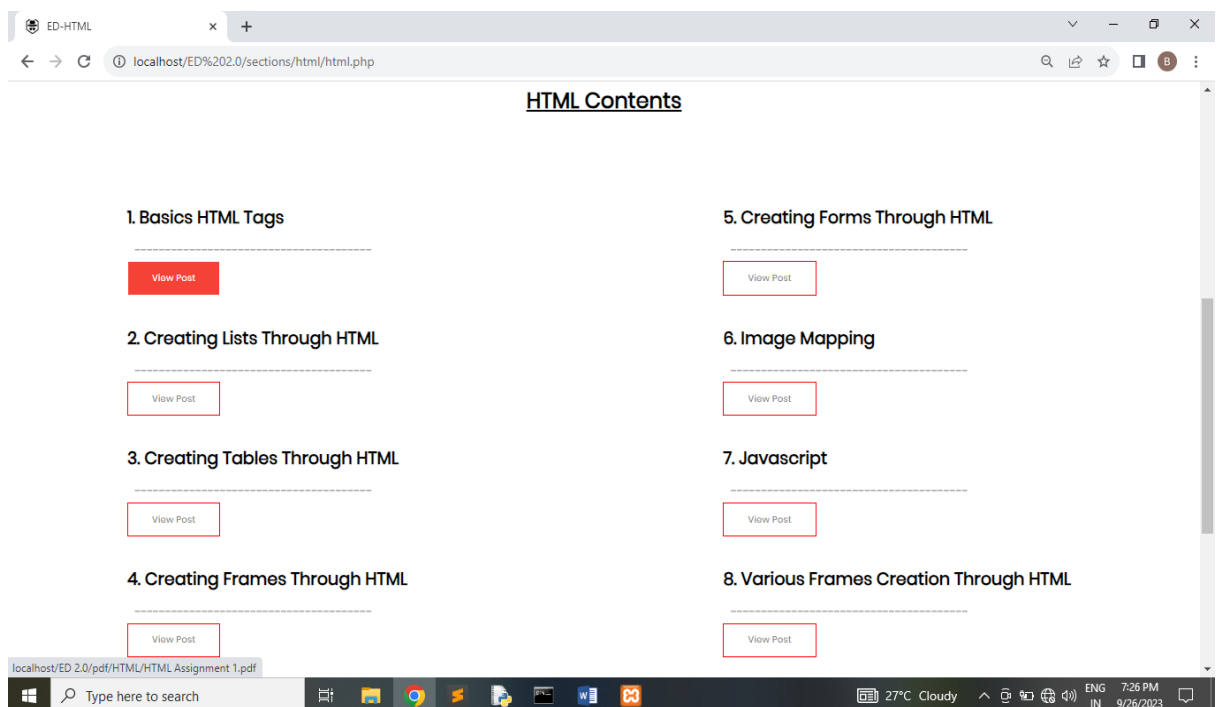 ED-HTML
localhost/ED%202.0/sections/html/html.php
B
HTML Contents
1. Basics HTML Tags
---------------------------------------
View Post
2. Creating Lists Through HTML
---------------------------------------
View Post
3. Creating Tables Through HTML
---------------------------------------
View Post
4. Creating Frames Through HTML
---------------------------------------
View Post
5. Creating Forms Through HTML
---------------------------------------
View Post
6. Image Mapping
---------------------------------------
View Post
7. Javascript
---------------------------------------
View Post
8. Various Frames Creation Through HTML
---------------------------------------
View Post
localhost/ED 2.0/pdf/HTML/HTML Assignment 1.pdf
Type here to search
27°C Cloudy
ENG
IN
7:26 PM
9/26/2023